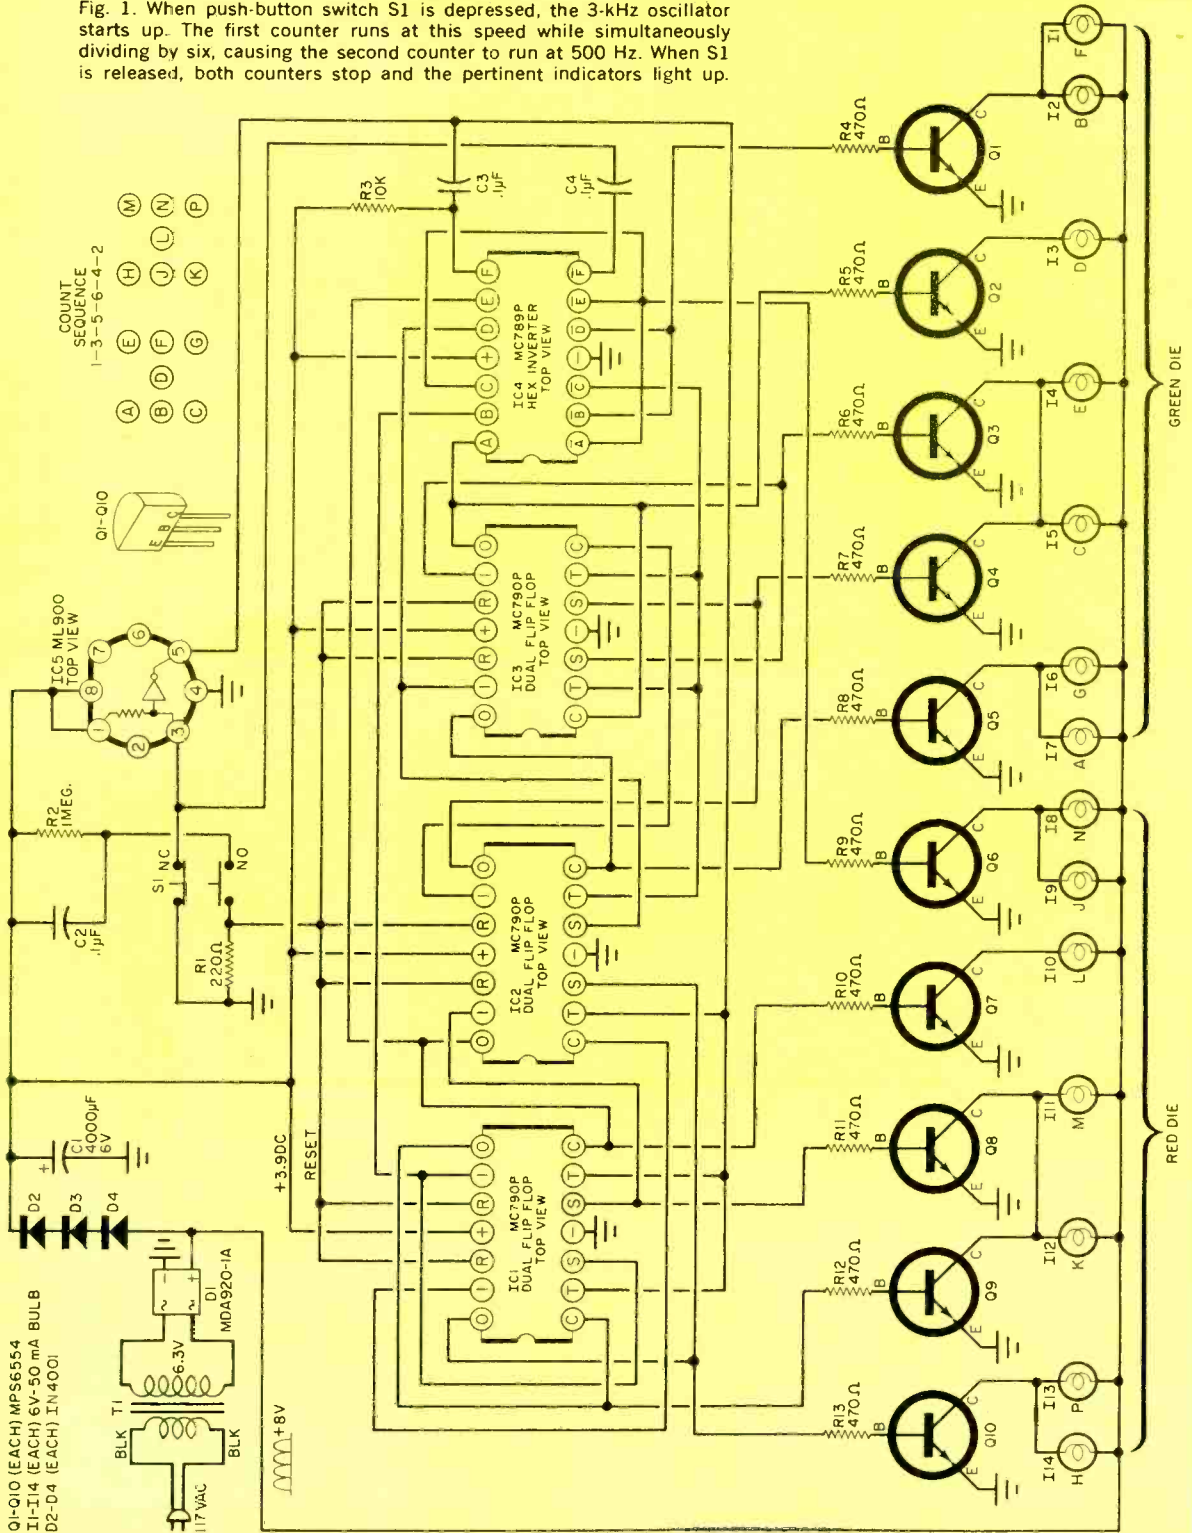 Fig. 1. When push-button switch S1 is depressed, the 3-kHz oscillator
starts up. The first counter runs at this speed while simultaneously
dividing by six, causing the second counter to run at 500 Hz. When S1
is released, both counters stop and the pertinent indicators light up.
Q1-Q10 (EACH) MPS6554
I1-I14 (EACH) 6V-50 mA BULB
D2-D4 (EACH) IN4001
117 VAC
BLK
BLK
T1
6.3V
D1
MDA920-1A
~
~
-
+
+8V
D2
D3
D4
+
C1
4000µF
6V
C2
.1µF
R2
1MEG.
R1
220Ω
S1
NC
NO
IC5 ML900
TOP VIEW
1
2
3
4
5
6
7
8
Q1-Q10
E
B
C
COUNT
SEQUENCE
1-3-5-6-4-2
A E H M
B D F J L N
C G K P
+3.9DC
RESET
R3
10K
C3
.1µF
C4
.1µF
O I R + R I O
IC1 MC790P
DUAL FLIP FLOP
TOP VIEW
C T S - S T C
O I R + R I O
IC2 MC790P
DUAL FLIP FLOP
TOP VIEW
C T S - S T C
O I R + R I O
IC3 MC790P
DUAL FLIP FLOP
TOP VIEW
C T S - S T C
A B C + D E F
IC4 MC789P
HEX INVERTER
TOP VIEW
A̅ B̅ C̅ - D̅ E̅ F̅
R13
470Ω
R12
470Ω
R11
470Ω
R10
470Ω
R9
470Ω
R8
470Ω
R7
470Ω
R6
470Ω
R5
470Ω
R4
470Ω
B C E Q10
B C E Q9
B C E Q8
B C E Q7
B C E Q6
B C E Q5
B C E Q4
B C E Q3
B C E Q2
B C E Q1
I14 H
I13 P
I12 K
I11 M
I10 L
I9 J
I8 N
I7 A
I6 G
I5 C
I4 E
I3 D
I2 B
I1 F
RED DIE
GREEN DIE